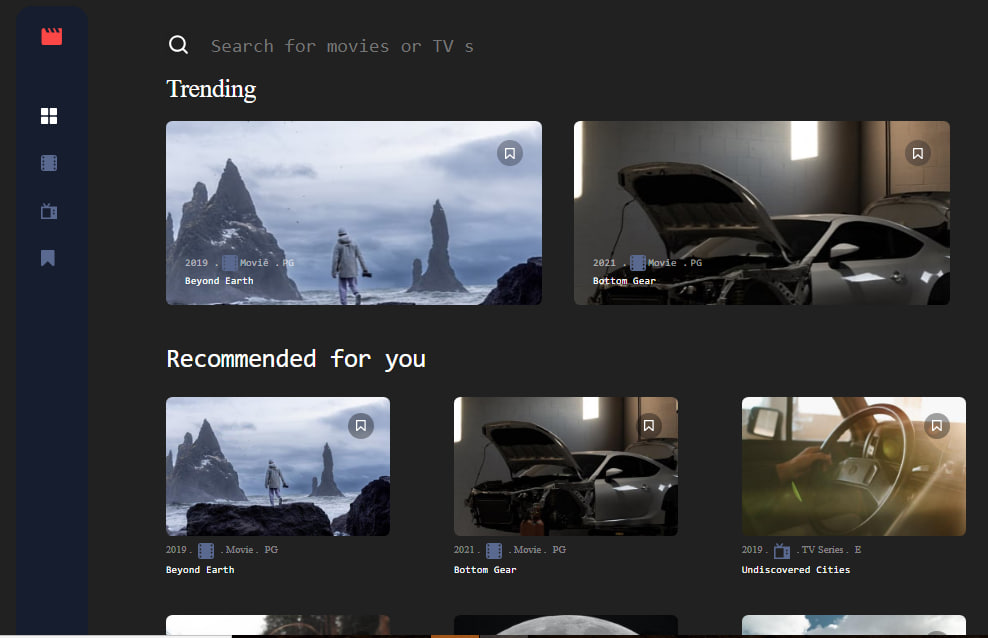 Search for movies or TV s
Trending
2019 . Movie . PG
Beyond Earth
2021 . Movie . PG
Bottom Gear
Recommended for you
2019 . . Movie . PG
Beyond Earth
2021 . . Movie . PG
Bottom Gear
2019 . . TV Series . E
Undiscovered Cities